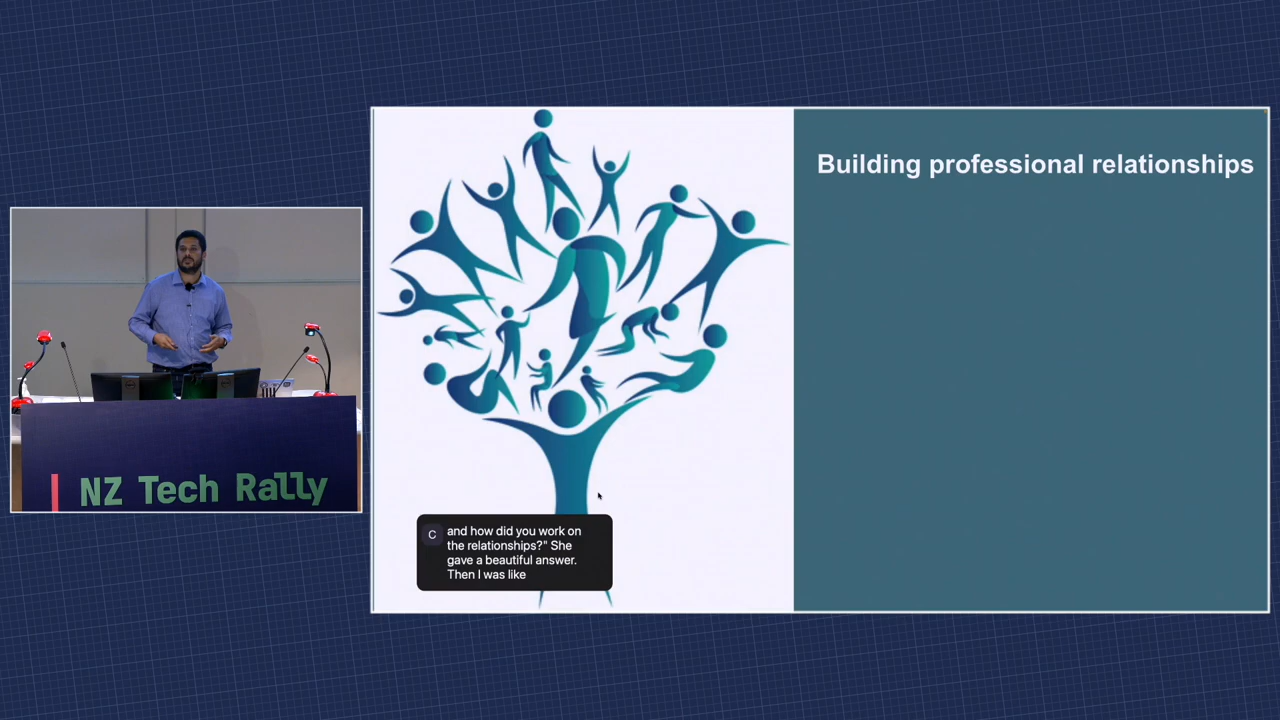 Building professional relationships
C
and how did you work on
the relationships?" She
gave a beautiful answer.
Then I was like
NZ Tech Rally